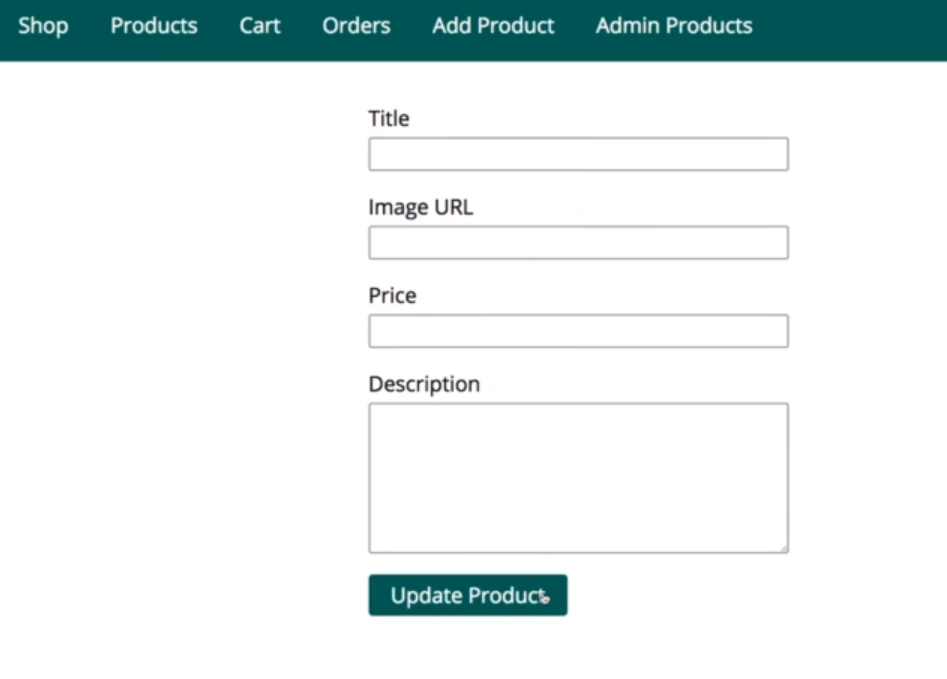 Shop Products Cart Orders Add Product Admin Products
Title
Image URL
Price
Description
Update Product